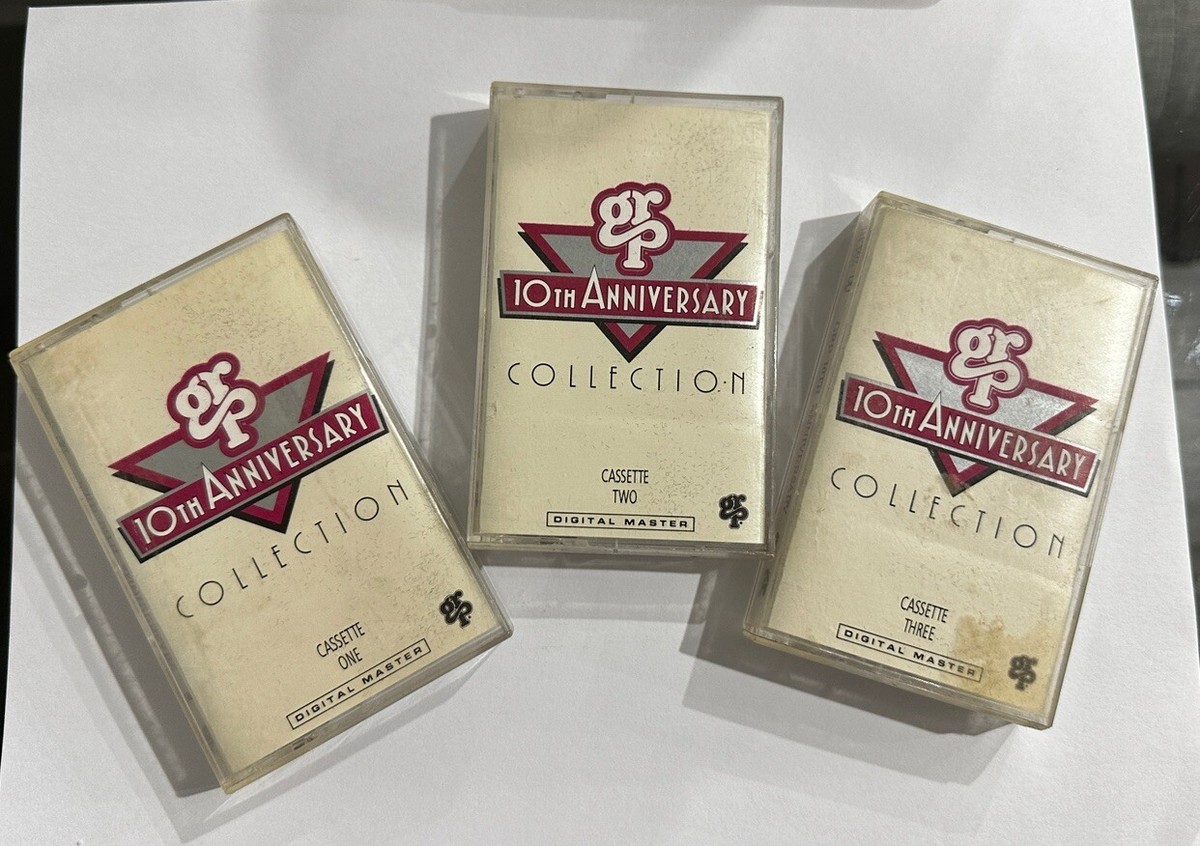 grp
10TH ANNIVERSARY
COLLECTION
CASSETTE
ONE
DIGITAL MASTER
grp
grp
10TH ANNIVERSARY
COLLECTION
CASSETTE
TWO
DIGITAL MASTER
grp
grp
10TH ANNIVERSARY
COLLECTION
CASSETTE
THREE
DIGITAL MASTER
grp